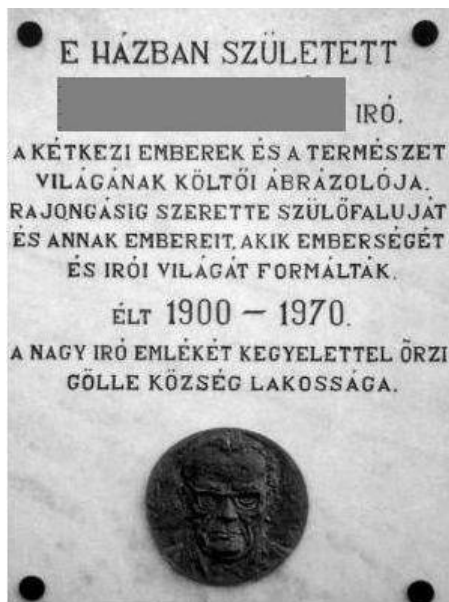 E HÁZBAN SZÜLETETT
IRÓ.
A KÉTKEZI EMBEREK ÉS A TERMÉSZET
VILÁGÁNAK KÖLTŐI ÁBRÁZOLÓJA.
RAJONGÁSIG SZERETTE SZÜLŐFALUJÁT
ÉS ANNAK EMBEREIT, AKIK EMBERSÉGÉT
ÉS IRÓI VILÁGÁT FORMÁLTÁK.
ÉLT 1900 – 1970.
A NAGY IRÓ EMLÉKÉT KEGYELETTEL ŐRZI
GÖLLE KÖZSÉG LAKOSSÁGA.